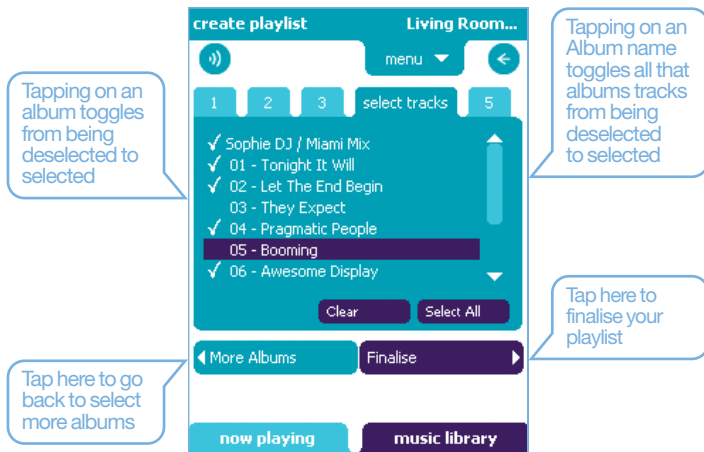 create playlist Living Room...
menu
1 2 3 select tracks 5
✓ Sophie DJ / Miami Mix
✓ 01 - Tonight It Will
✓ 02 - Let The End Begin
03 - They Expect
✓ 04 - Pragmatic People
05 - Booming
✓ 06 - Awesome Display
Clear Select All
More Albums Finalise
now playing music library
Tapping on an
album toggles
from being
deselected to
selected
Tap here to go
back to select
more albums
Tapping on an
Album name
toggles all that
albums tracks
from being
deselected
to selected
Tap here to
finalise your
playlist